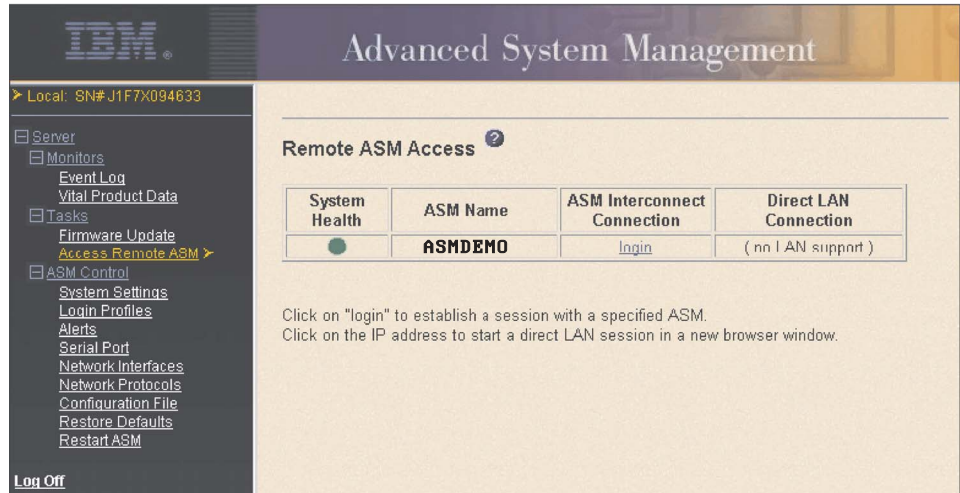 IBM®
Advanced System Management
Local: SN# J1F7X094633
Server
Monitors
Event Log
Vital Product Data
Tasks
Firmware Update
Access Remote ASM
ASM Control
System Settings
Login Profiles
Alerts
Serial Port
Network Interfaces
Network Protocols
Configuration File
Restore Defaults
Restart ASM
Log Off
Remote ASM Access ?
System Health ASM Name ASM Interconnect Connection Direct LAN Connection
ASMDEMO login ( no LAN support )
Click on "login" to establish a session with a specified ASM.
Click on the IP address to start a direct LAN session in a new browser window.